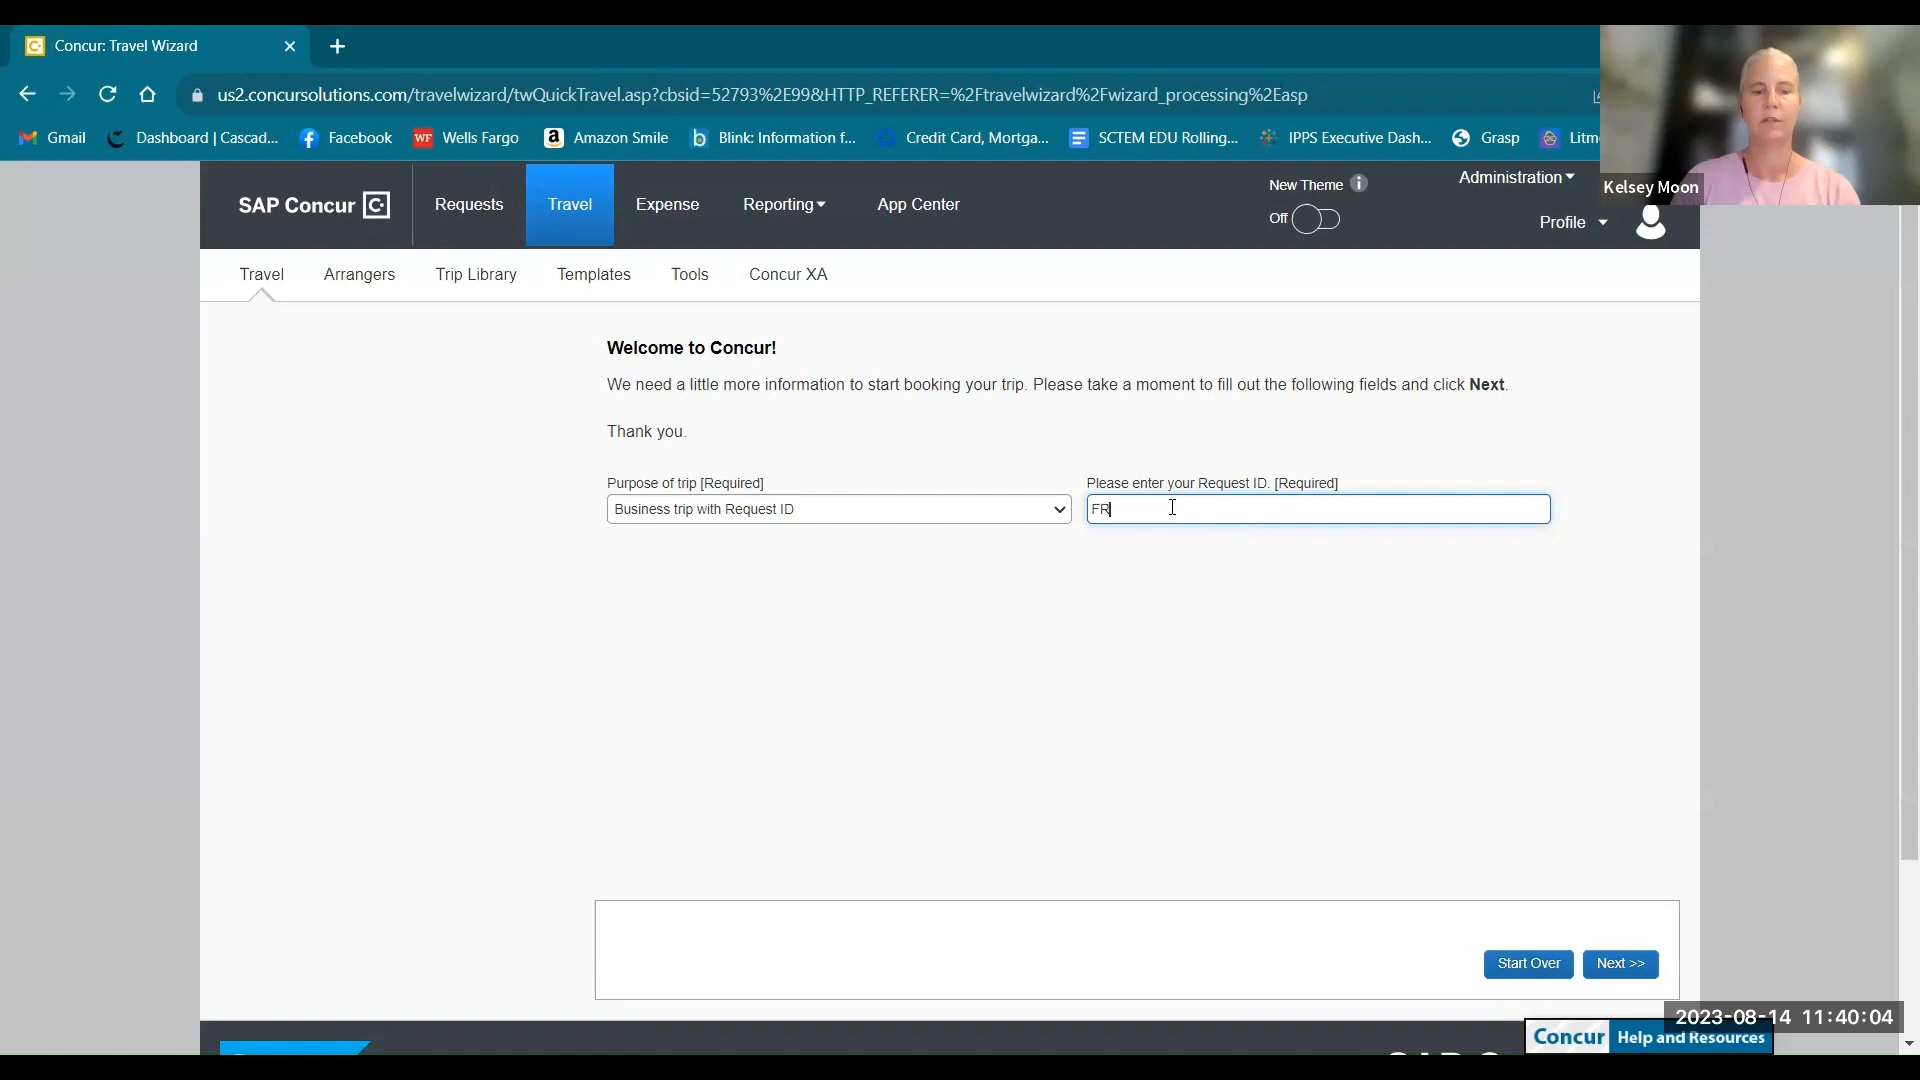 Concur: Travel Wizard
us2.concursolutions.com/travelwizard/twQuickTravel.asp?cbsid=52793%2E99&HTTP_REFERER=%2Ftravelwizard%2Fwizard_processing%2Easp
Gmail Dashboard | Cascad... Facebook Wells Fargo Amazon Smile Blink: Information f... Credit Card, Mortga... SCTEM EDU Rolling... IPPS Executive Dash... Grasp Litm
Kelsey Moon
SAP Concur Requests Travel Expense Reporting App Center
New Theme
Off
Administration
Profile
Travel Arrangers Trip Library Templates Tools Concur XA
Welcome to Concur!
We need a little more information to start booking your trip. Please take a moment to fill out the following fields and click Next.
Thank you.
Purpose of trip [Required] Please enter your Request ID. [Required]
Business trip with Request ID FR
Start Over Next >>
2023-08-14 11:40:04
Concur Help and Resources